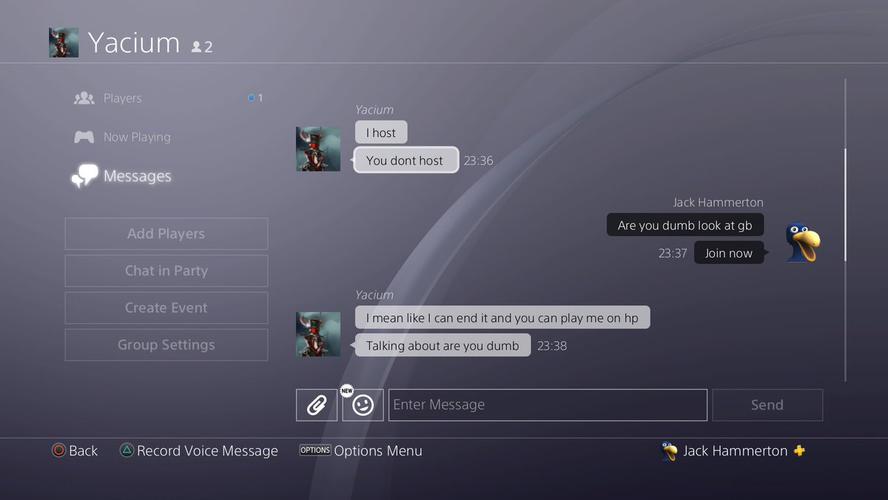 Yacium 2
Players 1
Now Playing
Messages
Add Players
Chat in Party
Create Event
Group Settings
Yacium
I host
You dont host 23:36
Jack Hammerton
Are you dumb look at gb
23:37 Join now
Yacium
I mean like I can end it and you can play me on hp
Talking about are you dumb 23:38
NEW
Enter Message
Send
Back
Record Voice Message
OPTIONS Options Menu
Jack Hammerton